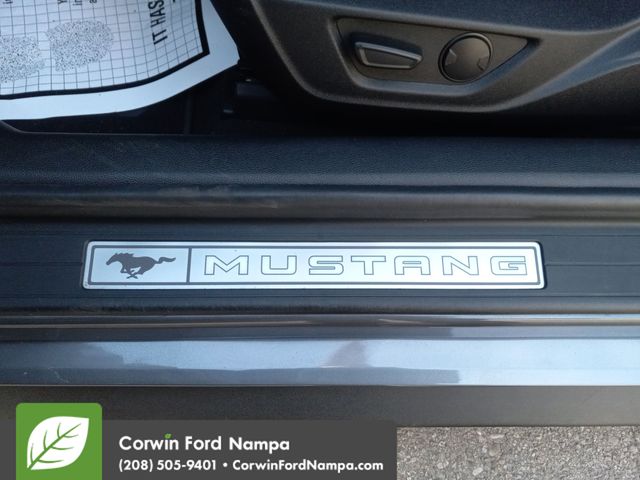 IT HAS
MUSTANG
Corwin Ford Nampa
(208) 505-9401 • CorwinFordNampa.com